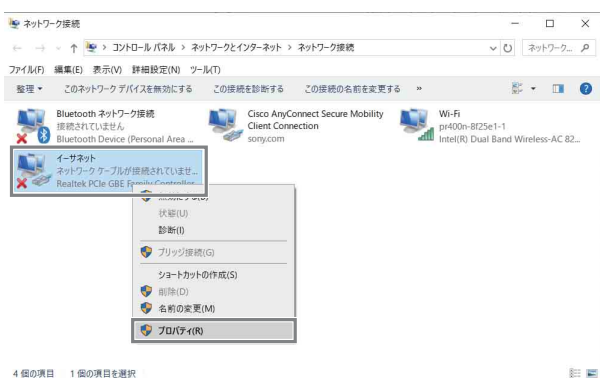 ネットワーク接続
コントロール パネル > ネットワークとインターネット > ネットワーク接続
ネットワーク...
ファイル(F) 編集(E) 表示(V) 詳細設定(N) ツール(T)
整理 このネットワーク デバイスを無効にする この接続を診断する この接続の名前を変更する »
Bluetooth ネットワーク接続
接続されていません
Bluetooth Device (Personal Area ...
Cisco AnyConnect Secure Mobility
Client Connection
sony.com
Wi-Fi
pr400n-8f25e1-1
Intel(R) Dual Band Wireless-AC 82...
イーサネット
ネットワーク ケーブルが接続されていませ...
Realtek PCIe GBE Family Controller
無効にする(B)
状態(U)
診断(I)
ブリッジ接続(G)
ショートカットの作成(S)
削除(D)
名前の変更(M)
プロパティ(R)
4 個の項目 1 個の項目を選択